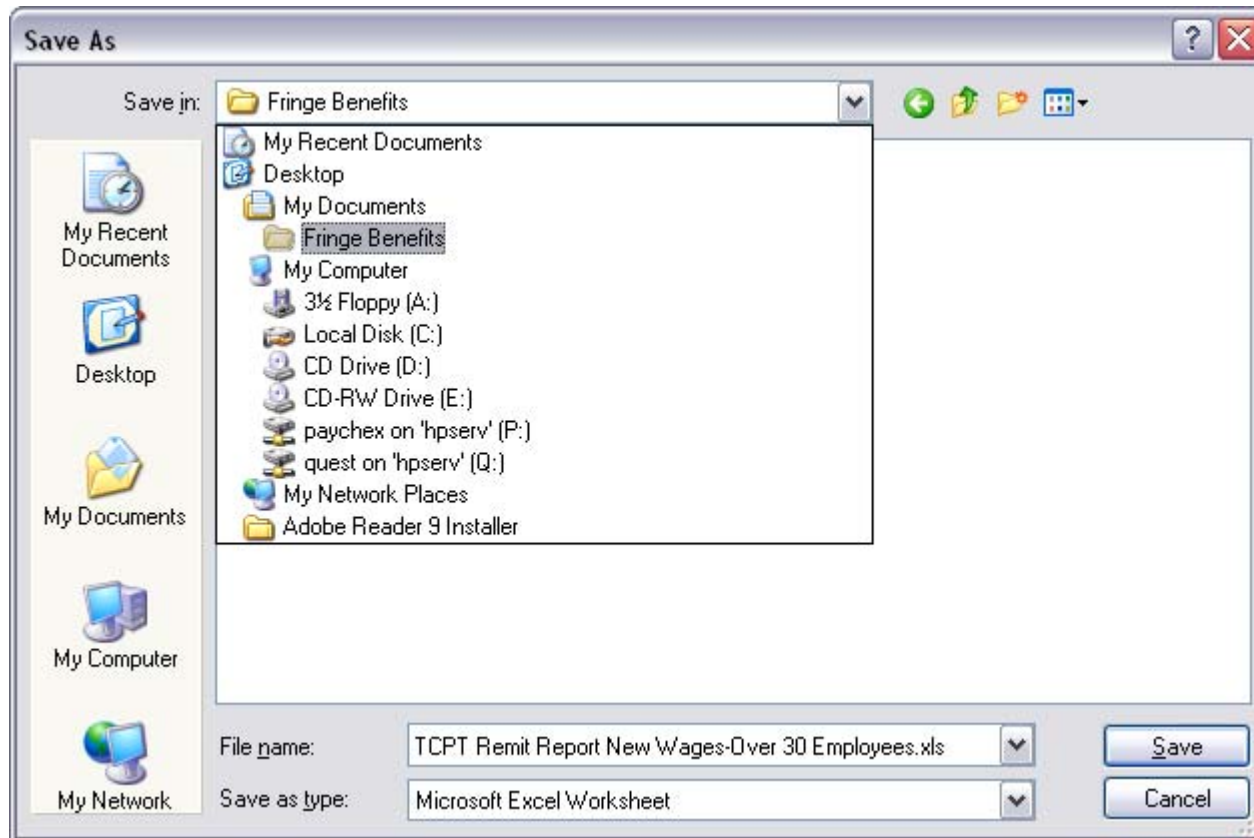 Save As
Save in:
Fringe Benefits
My Recent Documents
Desktop
My Documents
Fringe Benefits
My Computer
3½ Floppy (A:)
Local Disk (C:)
CD Drive (D:)
CD-RW Drive (E:)
paychex on 'hpserv' (P:)
quest on 'hpserv' (Q:)
My Network Places
Adobe Reader 9 Installer
My Recent
Documents
Desktop
My Documents
My Computer
My Network
File name:
TCPT Remit Report New Wages-Over 30 Employees.xls
Save
Save as type:
Microsoft Excel Worksheet
Cancel